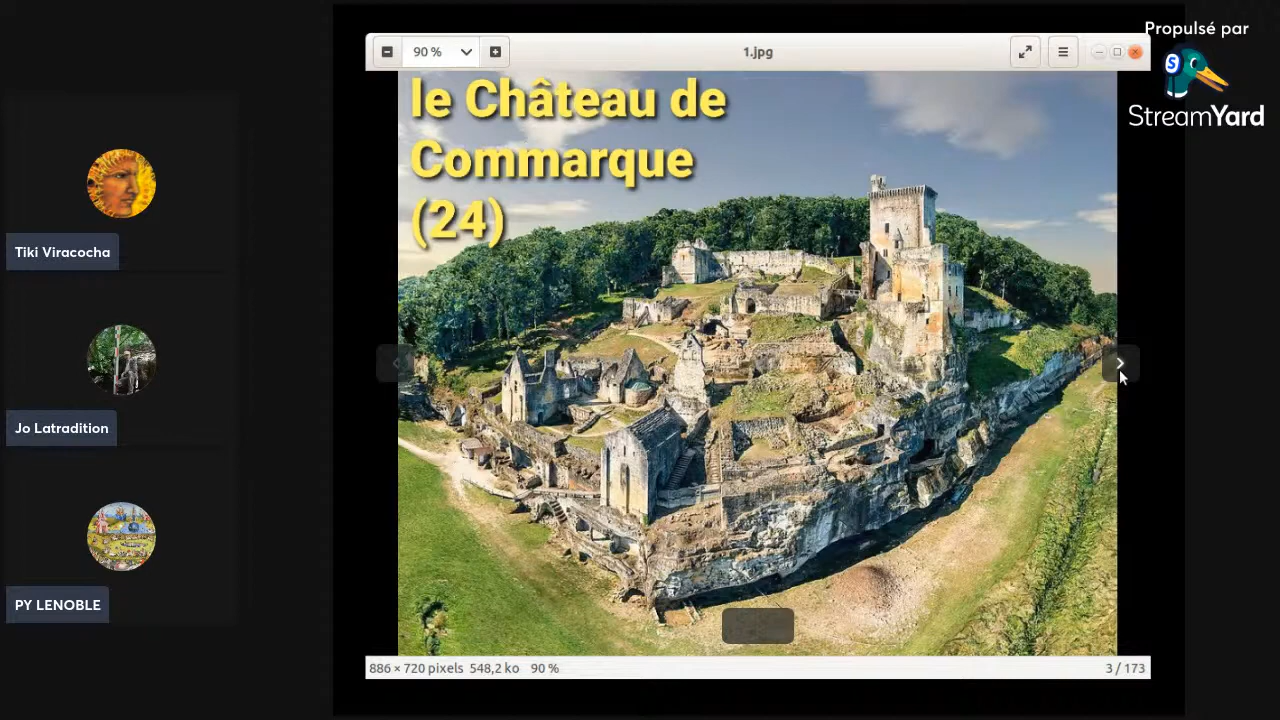 Propulsé par
StreamYard
90 %
1.jpg
le Château de
Commarque
(24)
Tiki Viracocha
Jo Latradition
PY LENOBLE
886 × 720 pixels 548,2 ko 90 %
3 / 173